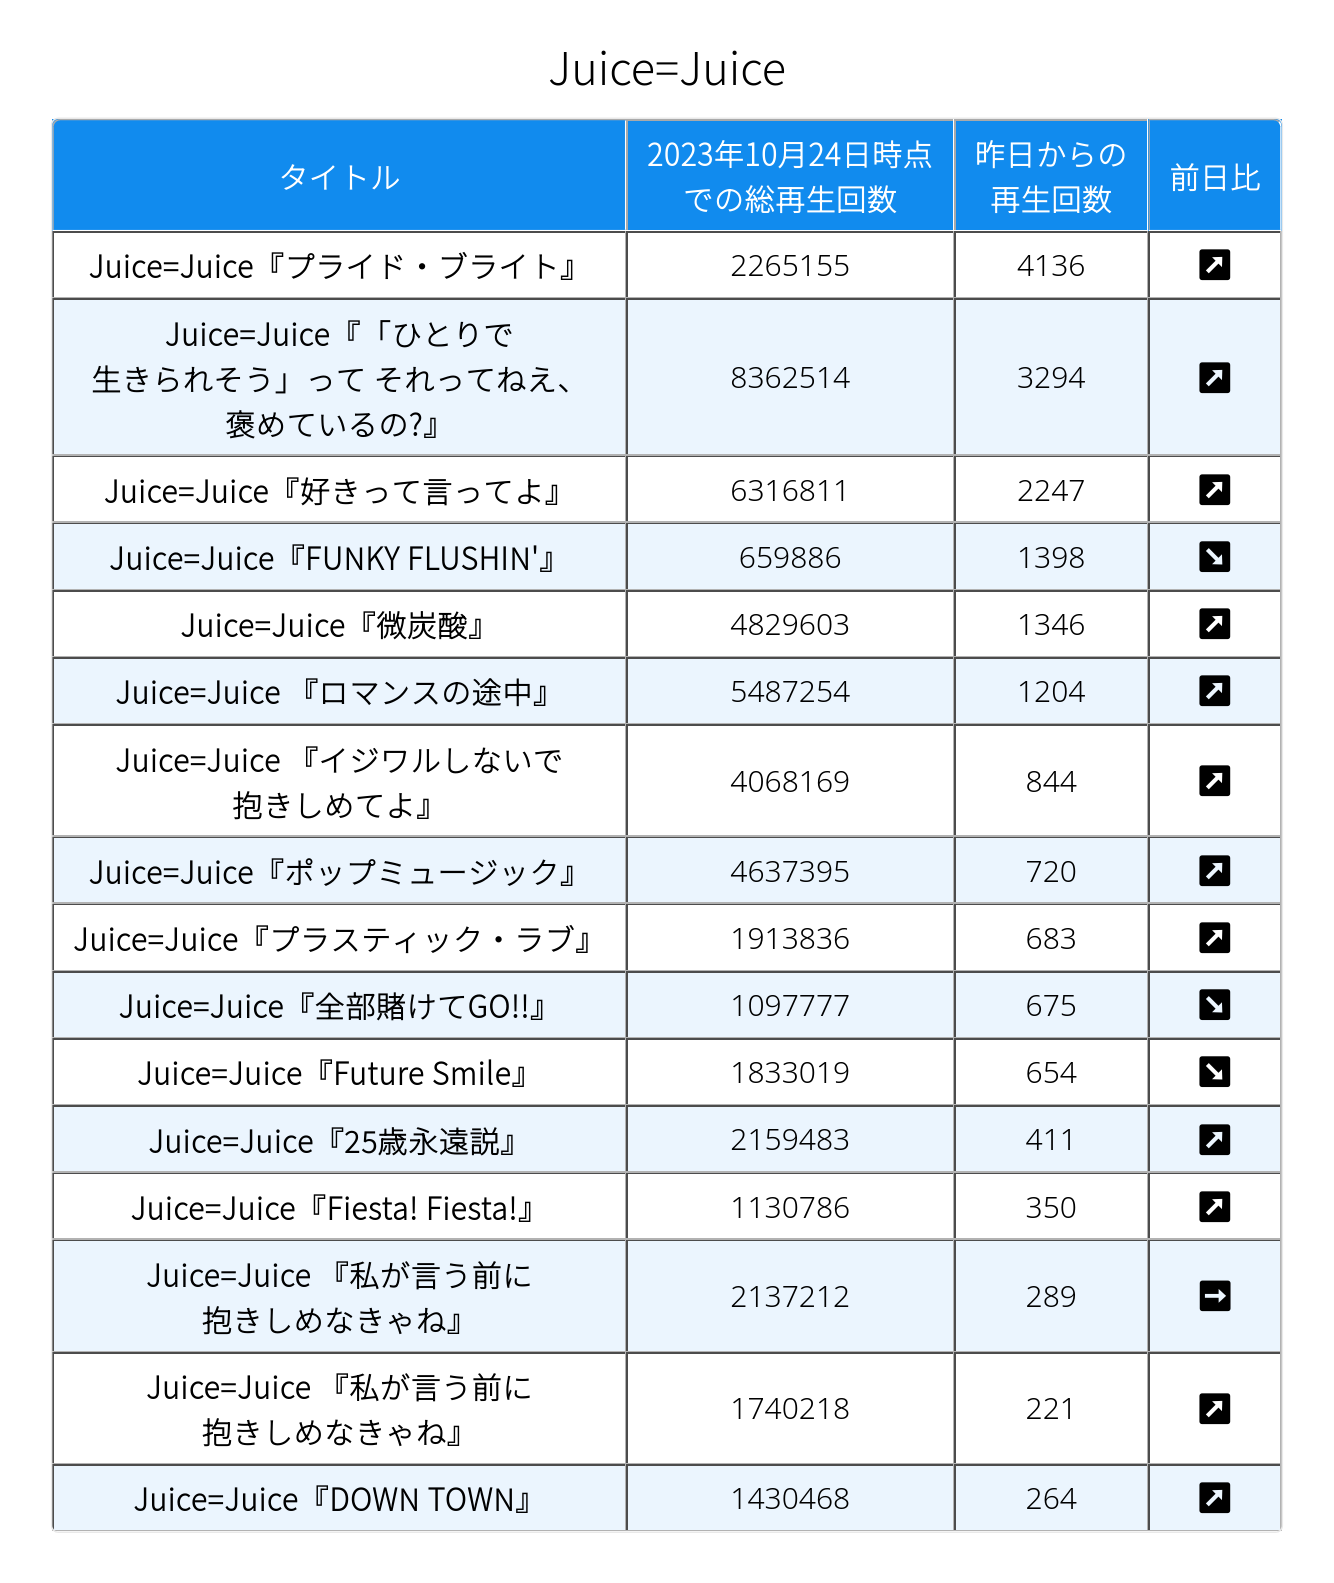 Juice=Juice
タイトル
2023年10月24日時点
での総再生回数
昨日からの
再生回数
前日比
Juice=Juice『プライド・ブライト』
2265155
4136
Juice=Juice『「ひとりで
生きられそう」って それってねえ、
褒めているの?』
8362514
3294
Juice=Juice『好きって言ってよ』
6316811
2247
Juice=Juice『FUNKY FLUSHIN'』
659886
1398
Juice=Juice『微炭酸』
4829603
1346
Juice=Juice 『ロマンスの途中』
5487254
1204
Juice=Juice 『イジワルしないで
抱きしめてよ』
4068169
844
Juice=Juice『ポップミュージック』
4637395
720
Juice=Juice『プラスティック・ラブ』
1913836
683
Juice=Juice『全部賭けてGO!!』
1097777
675
Juice=Juice『Future Smile』
1833019
654
Juice=Juice『25歳永遠説』
2159483
411
Juice=Juice『Fiesta! Fiesta!』
1130786
350
Juice=Juice 『私が言う前に
抱きしめなきゃね』
2137212
289
Juice=Juice 『私が言う前に
抱きしめなきゃね』
1740218
221
Juice=Juice『DOWN TOWN』
1430468
264